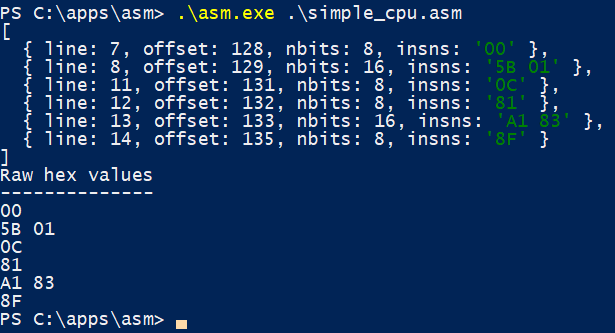 PS C:\apps\asm> .\asm.exe .\simple_cpu.asm
[
  { line: 7, offset: 128, nbits: 8, insns: '00' },
  { line: 8, offset: 129, nbits: 16, insns: '5B 01' },
  { line: 11, offset: 131, nbits: 8, insns: '0C' },
  { line: 12, offset: 132, nbits: 8, insns: '81' },
  { line: 13, offset: 133, nbits: 16, insns: 'A1 83' },
  { line: 14, offset: 135, nbits: 8, insns: '8F' }
]
Raw hex values
--------------
00
5B 01
0C
81
A1 83
8F
PS C:\apps\asm>